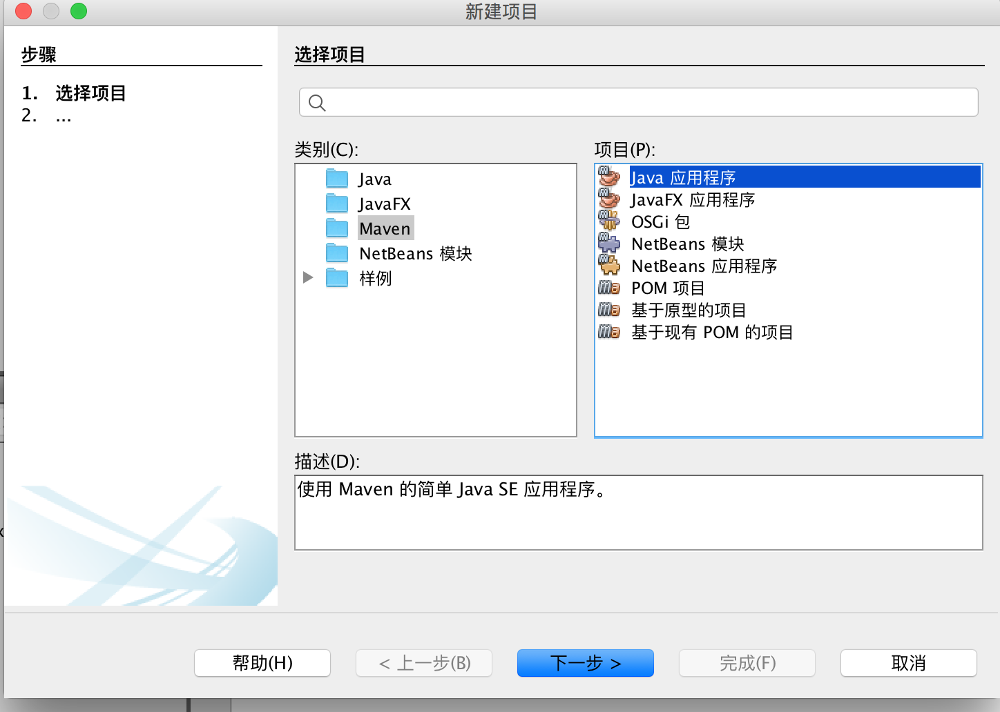 新建项目
步骤
1. 选择项目
2. ...
选择项目
类别(C):
Java
JavaFX
Maven
NetBeans 模块
样例
项目(P):
Java 应用程序
JavaFX 应用程序
OSGi 包
NetBeans 模块
NetBeans 应用程序
POM 项目
基于原型的项目
基于现有 POM 的项目
描述(D):
使用 Maven 的简单 Java SE 应用程序。
帮助(H)
< 上一步(B)
下一步 >
完成(F)
取消